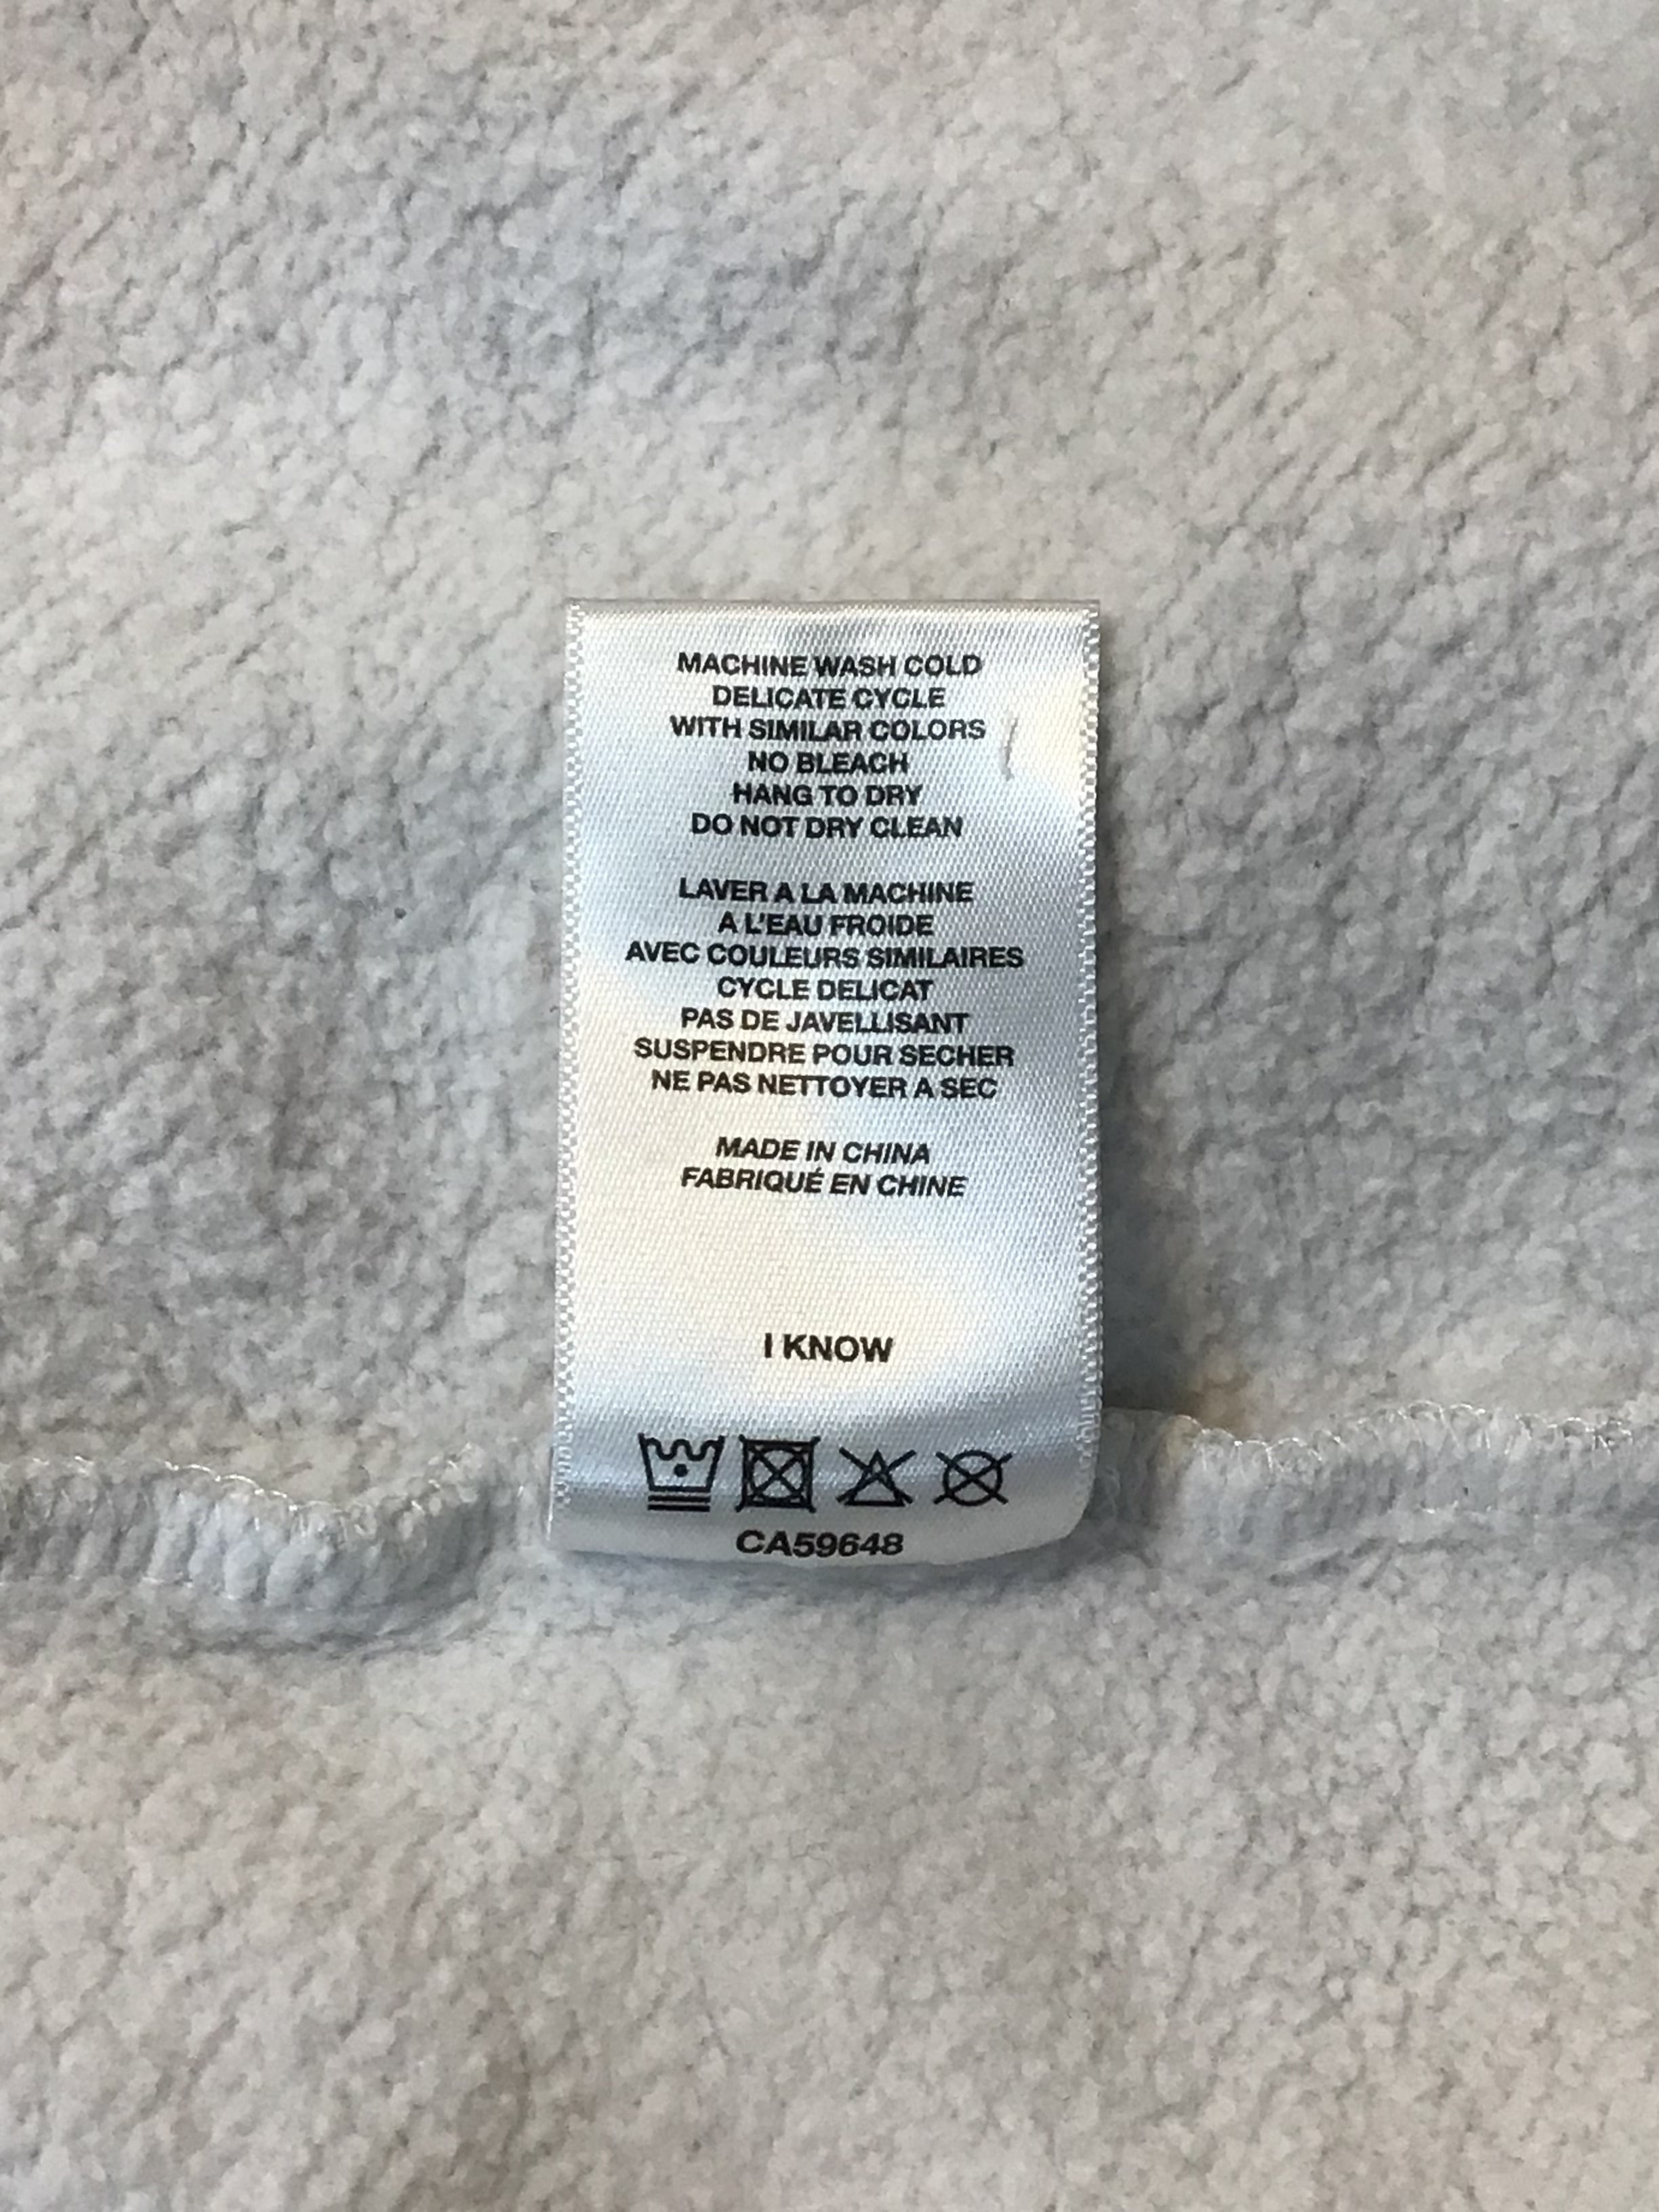 MACHINE WASH COLD
DELICATE CYCLE
WITH SIMILAR COLORS
NO BLEACH
HANG TO DRY
DO NOT DRY CLEAN
LAVER A LA MACHINE
A L'EAU FROIDE
AVEC COULEURS SIMILAIRES
CYCLE DELICAT
PAS DE JAVELLISANT
SUSPENDRE POUR SECHER
NE PAS NETTOYER A SEC
MADE IN CHINA
FABRIQUÉ EN CHINE
I KNOW
CA59648